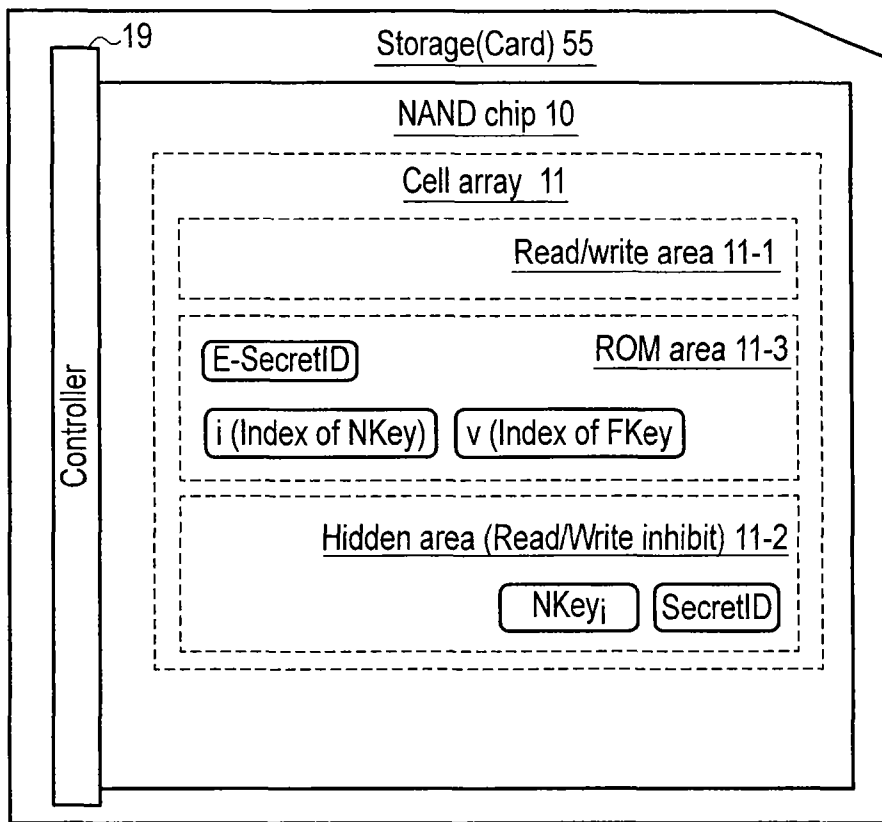 19
Storage(Card) 55
NAND chip 10
Cell array 11
Read/write area 11-1
E-SecretID
ROM area 11-3
i (Index of NKey)
v (Index of FKey
Controller
Hidden area (Read/Write inhibit) 11-2
NKeyi
SecretID